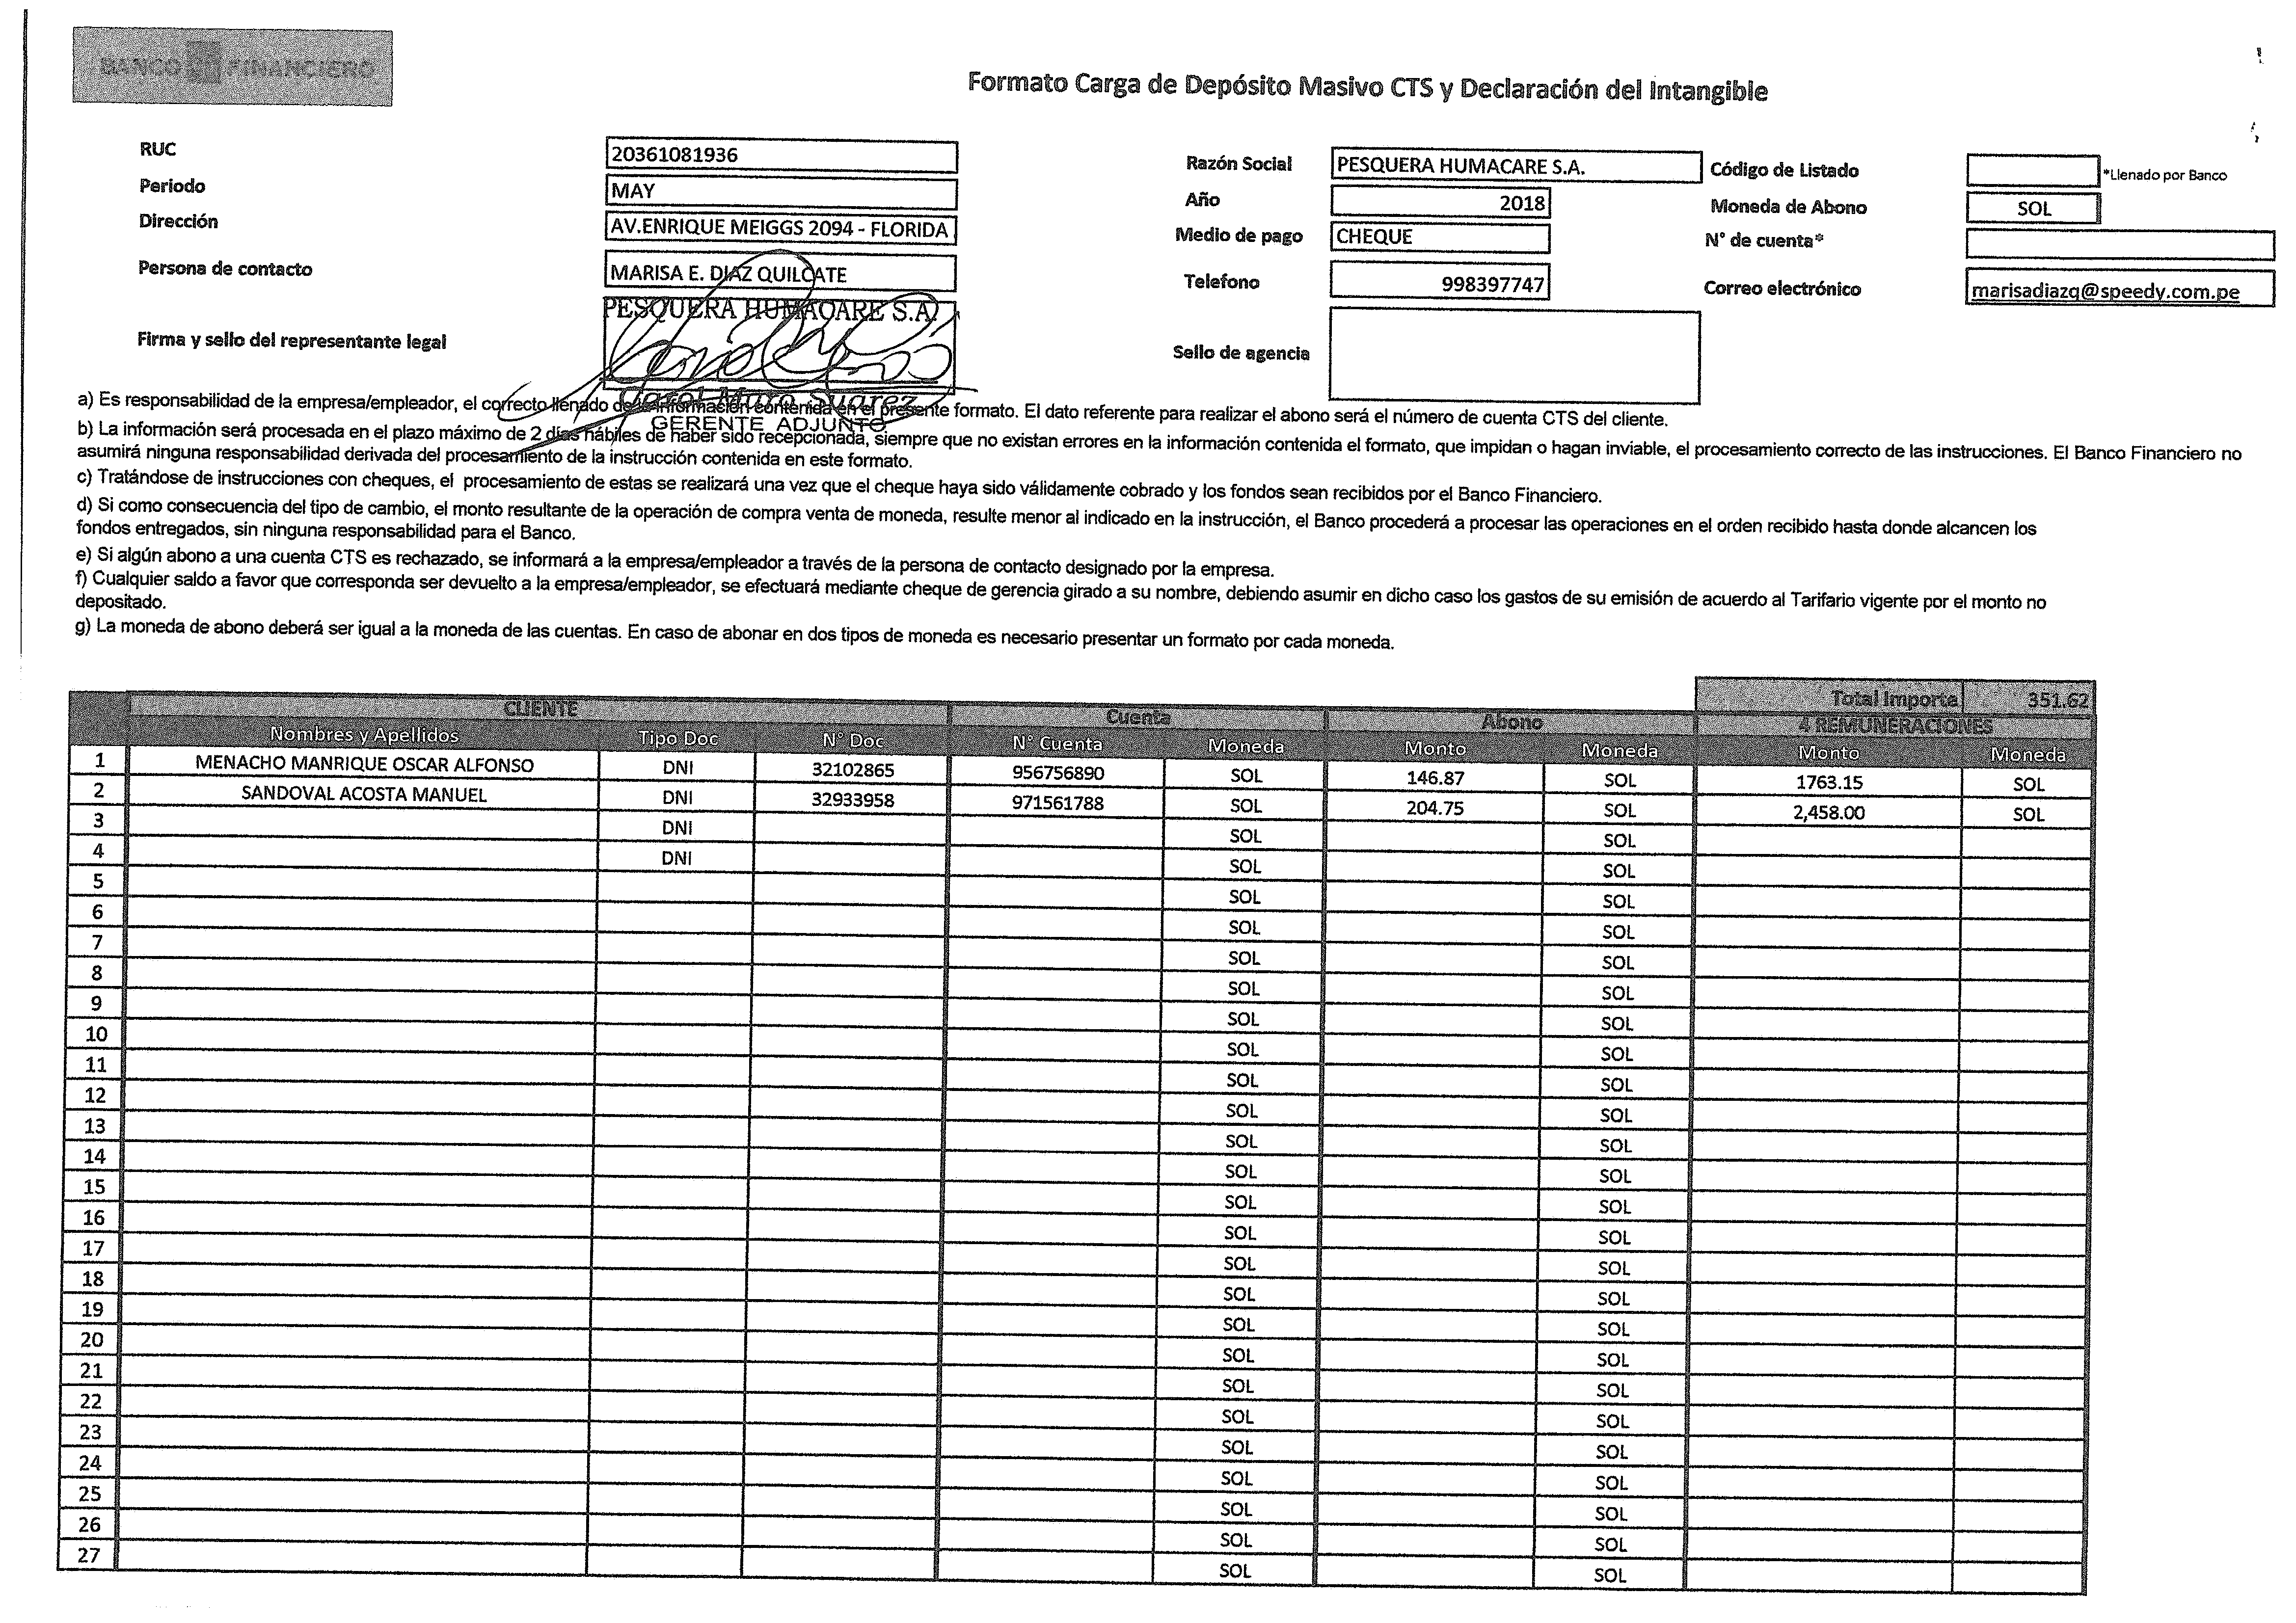 BANCO FINANCIERO
Formato Carga de Depósito Masivo CTS y Declaración del Intangible
RUC 20361081936 Razón Social PESQUERA HUMACARE S.A. Código de Listado *Llenado por Banco
Periodo MAY Año 2018 Moneda de Abono SOL
Dirección AV.ENRIQUE MEIGGS 2094 - FLORIDA Medio de pago CHEQUE N° de cuenta*
Persona de contacto MARISA E. DIAZ QUILCATE Telefono 998397747 Correo electrónico marisadiazq@speedy.com.pe
PESQUERA HUMACARE S.A.
Firma y sello del representante legal Sello de agencia
Carol Muro Suárez
GERENTE ADJUNTO
a) Es responsabilidad de la empresa/empleador, el correcto llenado de la información contenida en el presente formato. El dato referente para realizar el abono será el número de cuenta CTS del cliente.
b) La información será procesada en el plazo máximo de 2 días hábiles de haber sido recepcionada, siempre que no existan errores en la información contenida el formato, que impidan o hagan inviable, el procesamiento correcto de las instrucciones. El Banco Financiero no
asumirá ninguna responsabilidad derivada del procesamiento de la instrucción contenida en este formato.
c) Tratándose de instrucciones con cheques, el procesamiento de estas se realizará una vez que el cheque haya sido válidamente cobrado y los fondos sean recibidos por el Banco Financiero.
d) Si como consecuencia del tipo de cambio, el monto resultante de la operación de compra venta de moneda, resulte menor al indicado en la instrucción, el Banco procederá a procesar las operaciones en el orden recibido hasta donde alcancen los
fondos entregados, sin ninguna responsabilidad para el Banco.
e) Si algún abono a una cuenta CTS es rechazado, se informará a la empresa/empleador a través de la persona de contacto designado por la empresa.
f) Cualquier saldo a favor que corresponda ser devuelto a la empresa/empleador, se efectuará mediante cheque de gerencia girado a su nombre, debiendo asumir en dicho caso los gastos de su emisión de acuerdo al Tarifario vigente por el monto no
depositado.
g) La moneda de abono deberá ser igual a la moneda de las cuentas. En caso de abonar en dos tipos de moneda es necesario presentar un formato por cada moneda.
Total Importe 351.62
CLIENTE Cuenta Abono 4 REMUNERACIONES
Nombres y Apellidos Tipo Doc N° Doc N° Cuenta Moneda Monto Moneda Monto Moneda
1 MENACHO MANRIQUE OSCAR ALFONSO DNI 32102865 956756890 SOL 146.87 SOL 1763.15 SOL
2 SANDOVAL ACOSTA MANUEL DNI 32933958 971561788 SOL 204.75 SOL 2,458.00 SOL
3 DNI SOL SOL
4 DNI SOL SOL
5 SOL SOL
6 SOL SOL
7 SOL SOL
8 SOL SOL
9 SOL SOL
10 SOL SOL
11 SOL SOL
12 SOL SOL
13 SOL SOL
14 SOL SOL
15 SOL SOL
16 SOL SOL
17 SOL SOL
18 SOL SOL
19 SOL SOL
20 SOL SOL
21 SOL SOL
22 SOL SOL
23 SOL SOL
24 SOL SOL
25 SOL SOL
26 SOL SOL
27 SOL SOL